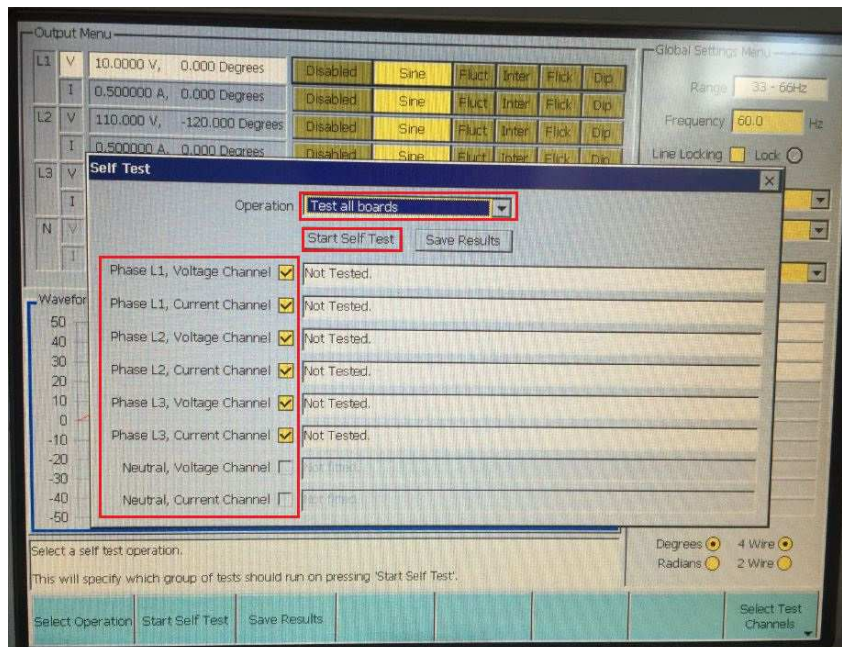 Output Menu
Global Settings Menu
L1 V 10.0000 V, 0.000 Degrees Disabled Sine Fluct Inter Flick Dip
Range 33 - 66Hz
I 0.500000 A, 0.000 Degrees Disabled Sine Fluct Inter Flick Dip
L2 V 110.000 V, -120.000 Degrees Disabled Sine Fluct Inter Flick Dip
Frequency 60.0 Hz
I 0.500000 A, 0.000 Degrees Disabled Sine Fluct Inter Flick Dip
Line Locking Lock
L3 V
I
N V
I
Self Test
Operation Test all boards
Start Self Test Save Results
Phase L1, Voltage Channel Not Tested.
Phase L1, Current Channel Not Tested.
Phase L2, Voltage Channel Not Tested.
Phase L2, Current Channel Not Tested.
Phase L3, Voltage Channel Not Tested.
Phase L3, Current Channel Not Tested.
Neutral, Voltage Channel Not fitted.
Neutral, Current Channel Not fitted.
Wavefor
50
40
30
20
10
0
-10
-20
-30
-40
-50
Degrees 4 Wire
Radians 2 Wire
Select a self test operation.
This will specify which group of tests should run on pressing 'Start Self Test'.
Select Operation Start Self Test Save Results Select Test Channels